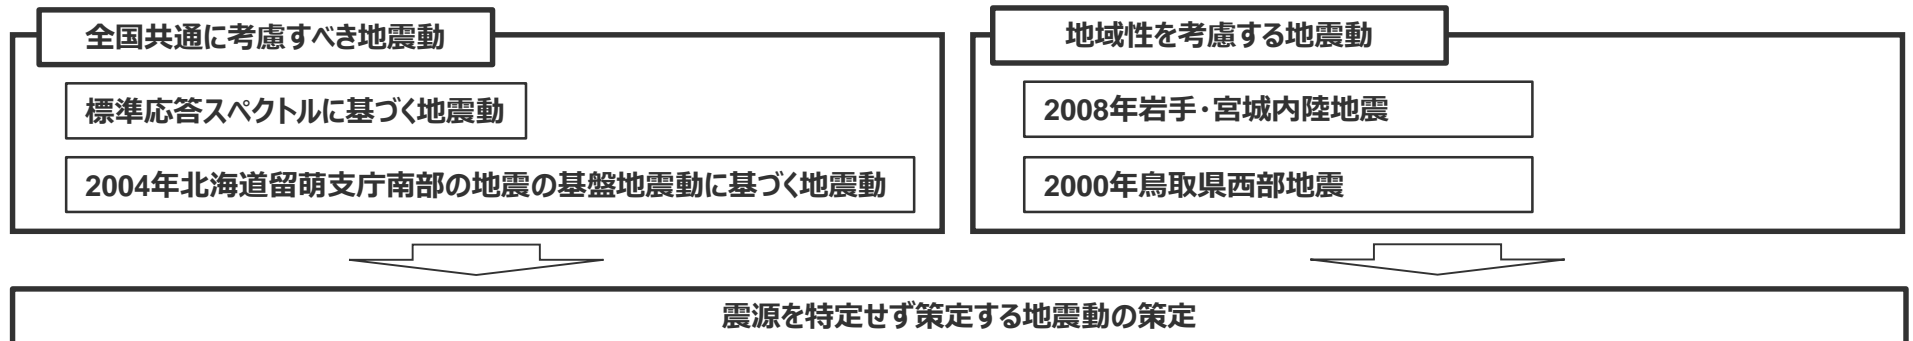 全国共通に考慮すべき地震動
標準応答スペクトルに基づく地震動
2004年北海道留萌支庁南部の地震の基盤地震動に基づく地震動
地域性を考慮する地震動
2008年岩手・宮城内陸地震
2000年鳥取県西部地震
震源を特定せず策定する地震動の策定